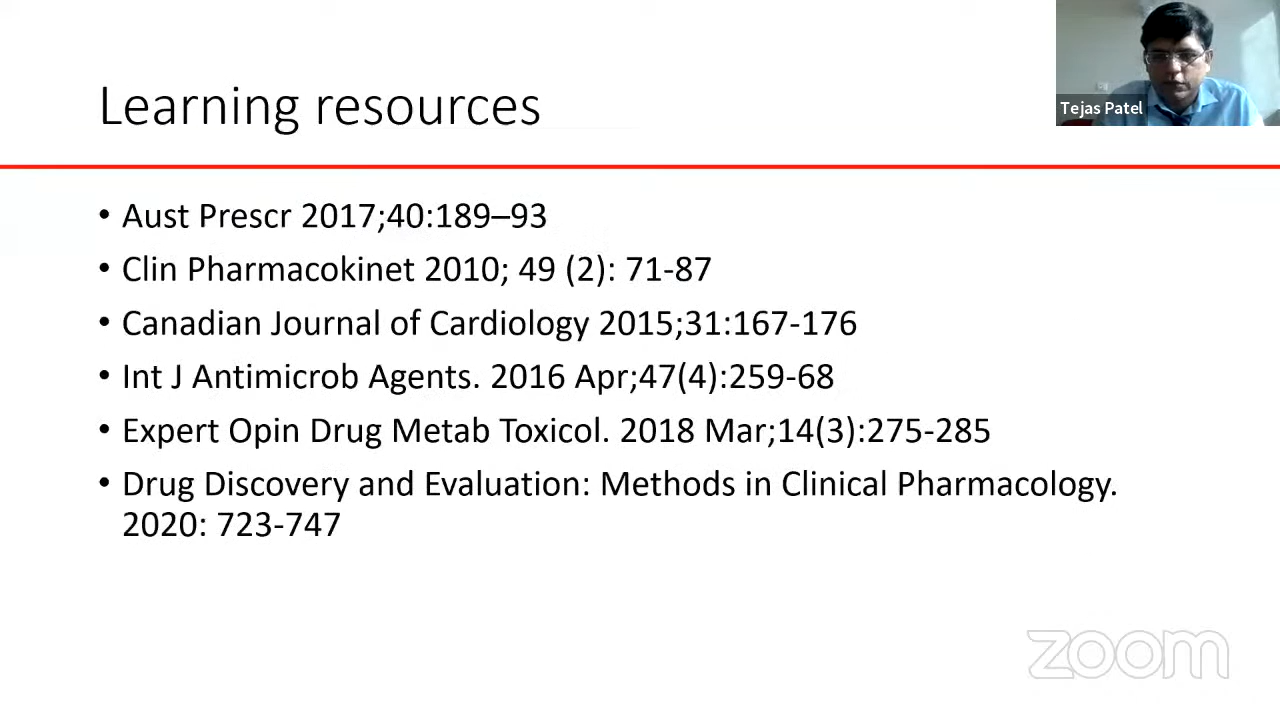 Learning resources
Tejas Patel
• Aust Prescr 2017;40:189–93
• Clin Pharmacokinet 2010; 49 (2): 71-87
• Canadian Journal of Cardiology 2015;31:167-176
• Int J Antimicrob Agents. 2016 Apr;47(4):259-68
• Expert Opin Drug Metab Toxicol. 2018 Mar;14(3):275-285
• Drug Discovery and Evaluation: Methods in Clinical Pharmacology.
2020: 723-747
zoom